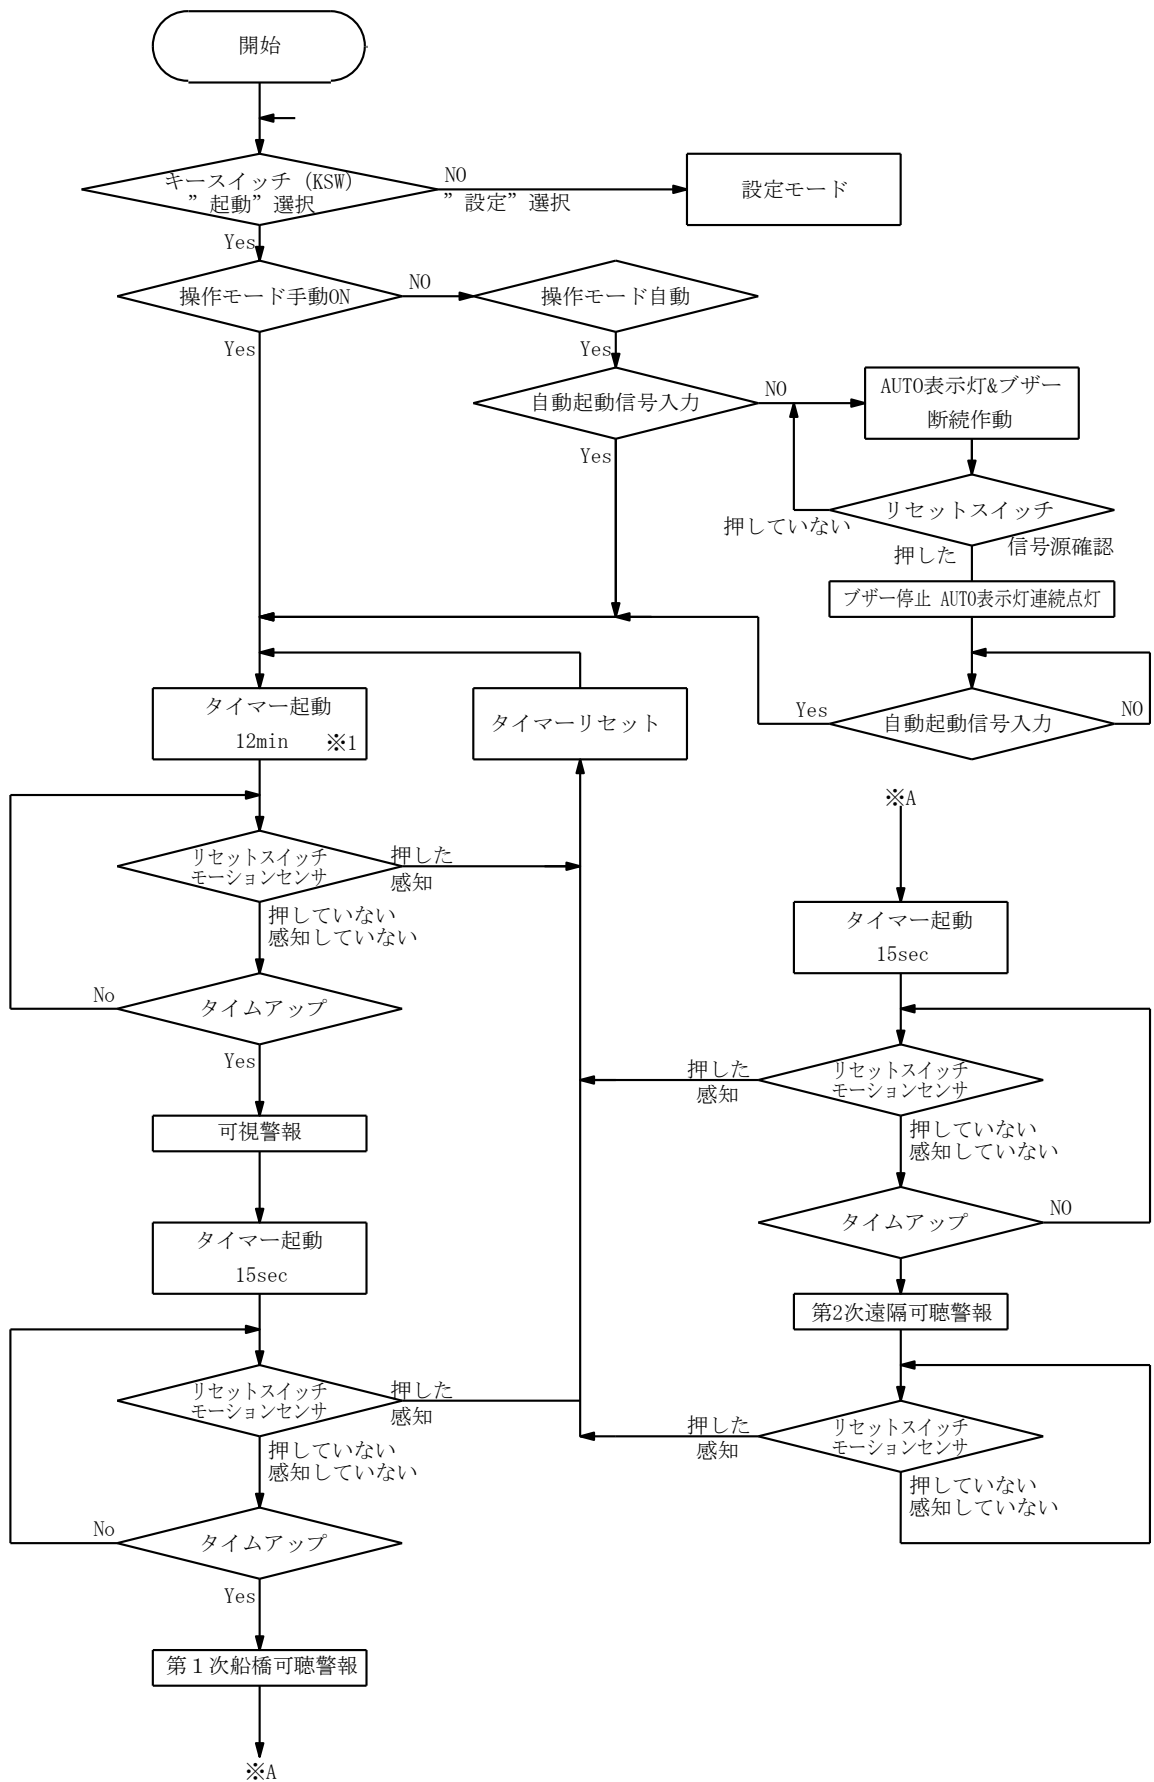 開始
キースイッチ (KSW)
”起動”選択
NO
”設定”選択
設定モード
Yes
操作モード手動ON
NO
操作モード自動
Yes
Yes
自動起動信号入力
NO
AUTO表示灯&ブザー
断続作動
Yes
リセットスイッチ
押していない
信号源確認
押した
ブザー停止 AUTO表示灯連続点灯
タイマー起動
12min ※1
タイマーリセット
Yes
自動起動信号入力
NO
※A
リセットスイッチ
モーションセンサ
押した
感知
押していない
感知していない
タイマー起動
15sec
No
タイムアップ
Yes
リセットスイッチ
モーションセンサ
押した
感知
押していない
感知していない
可視警報
タイムアップ
NO
タイマー起動
15sec
第2次遠隔可聴警報
リセットスイッチ
モーションセンサ
押した
感知
リセットスイッチ
モーションセンサ
押した
感知
押していない
感知していない
押していない
感知していない
No
タイムアップ
Yes
第１次船橋可聴警報
※A